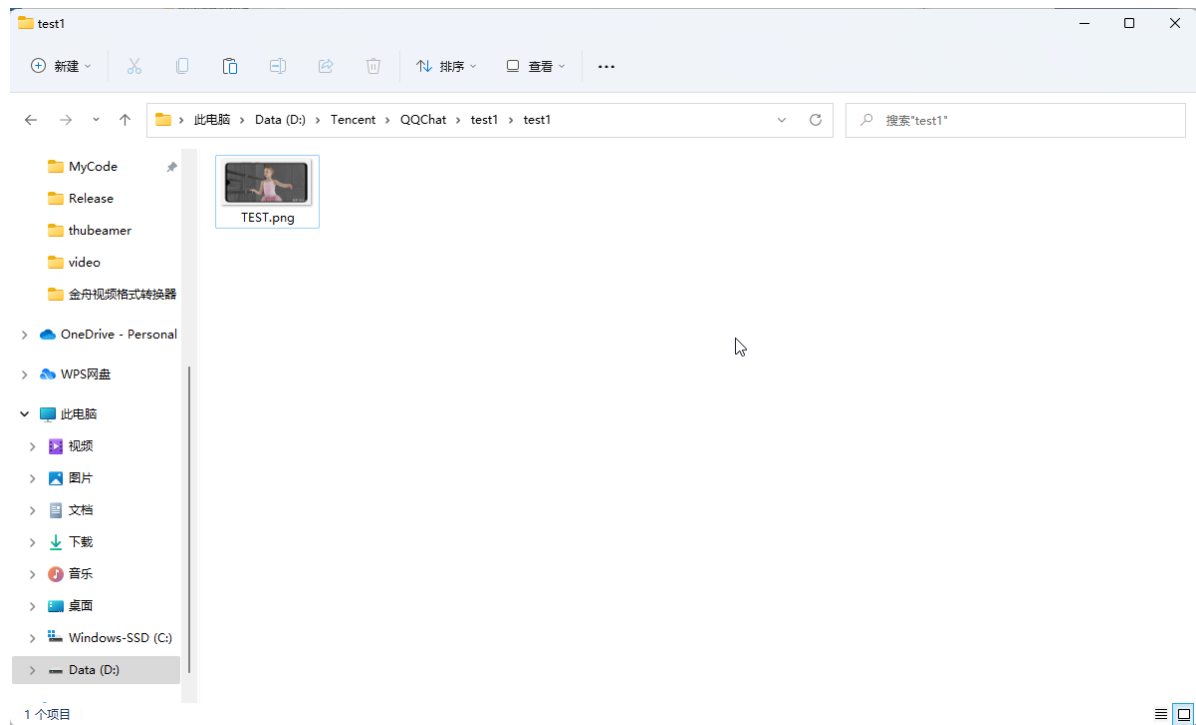 test1
新建
排序
查看
此电脑 > Data (D:) > Tencent > QQChat > test1 > test1
搜索"test1"
MyCode
Release
thubeamer
video
金舟视频格式转换器
OneDrive - Personal
WPS网盘
此电脑
视频
图片
文档
下载
音乐
桌面
Windows-SSD (C:)
Data (D:)
TEST.png
1 个项目